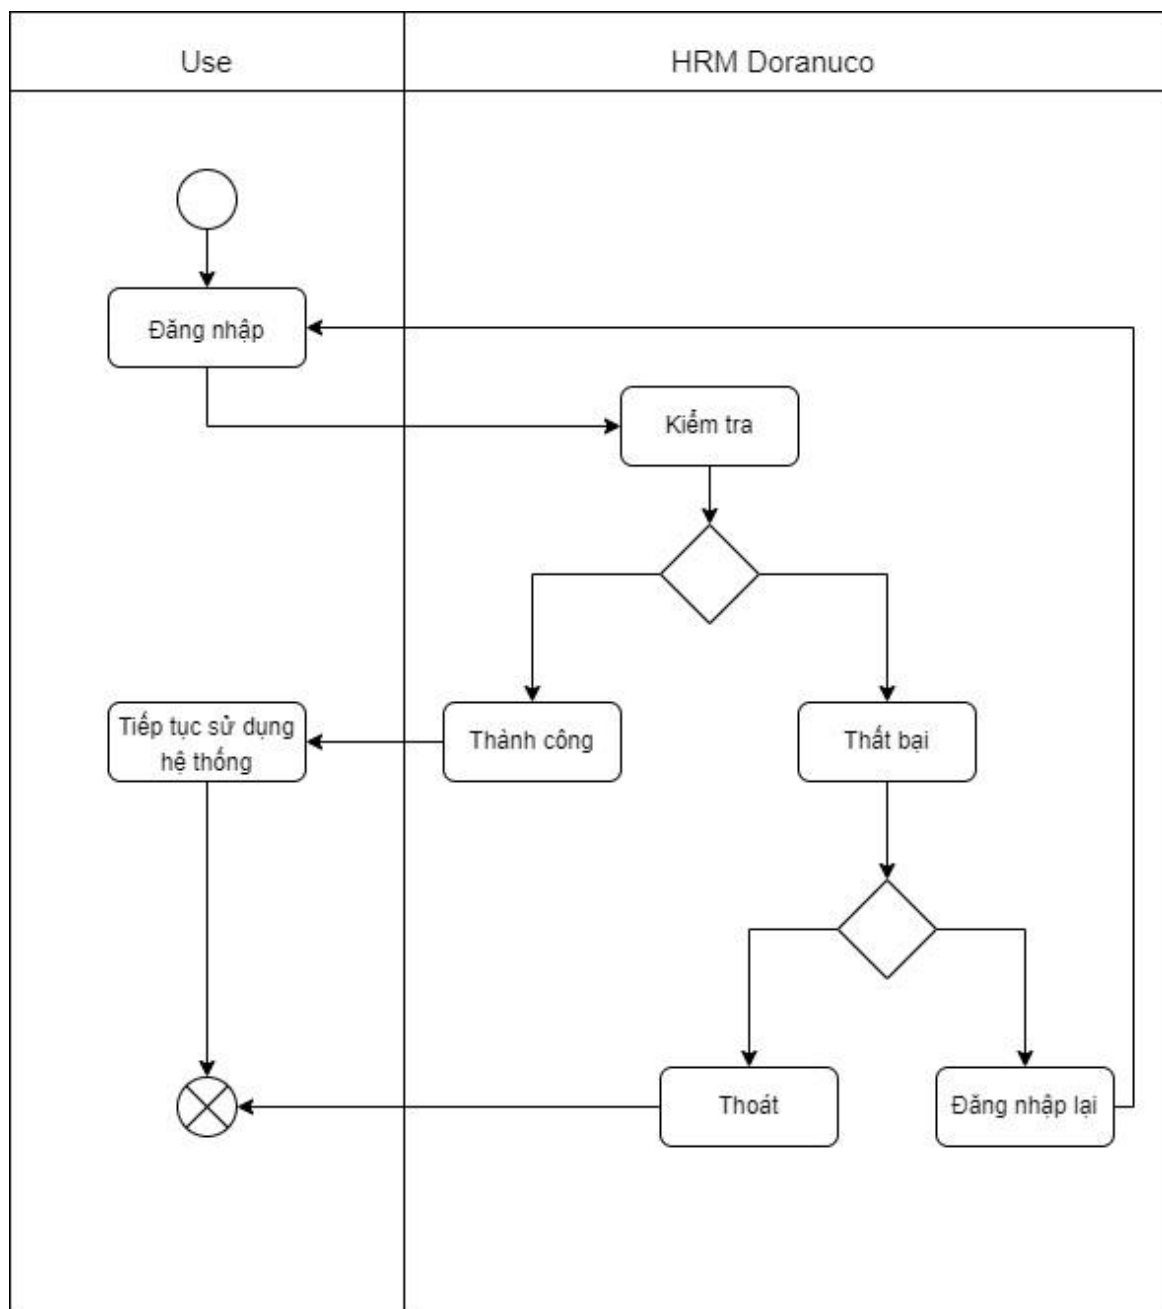 Use
HRM Doranuco
Đăng nhập
Kiểm tra
Tiếp tục sử dụng
hệ thống
Thành công
Thất bại
Thoát
Đăng nhập lại